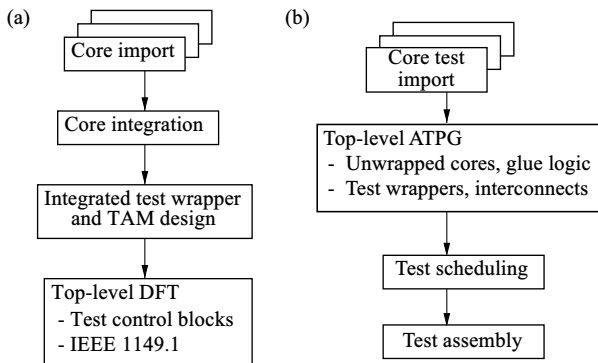 (a)
Core import
Core integration
Integrated test wrapper
and TAM design
Top-level DFT
- Test control blocks
- IEEE 1149.1
(b)
Core test
import
Top-level ATPG
- Unwrapped cores, glue logic
- Test wrappers, interconnects
Test scheduling
Test assembly